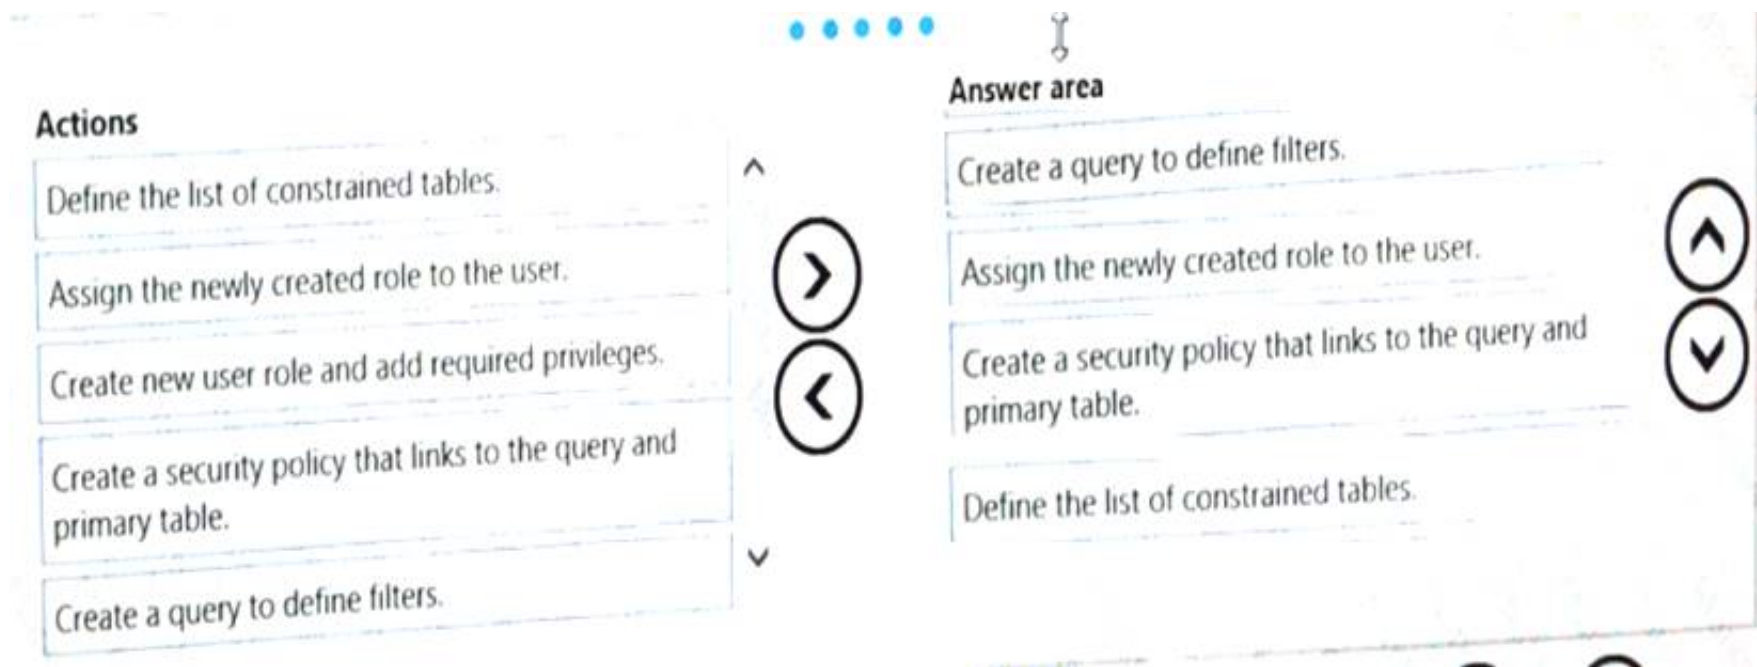 Actions
Define the list of constrained tables.
Assign the newly created role to the user.
Create new user role and add required privileges.
Create a security policy that links to the query and
primary table.
Create a query to define filters.
Answer area
Create a query to define filters.
Assign the newly created role to the user.
Create a security policy that links to the query and
primary table.
Define the list of constrained tables.